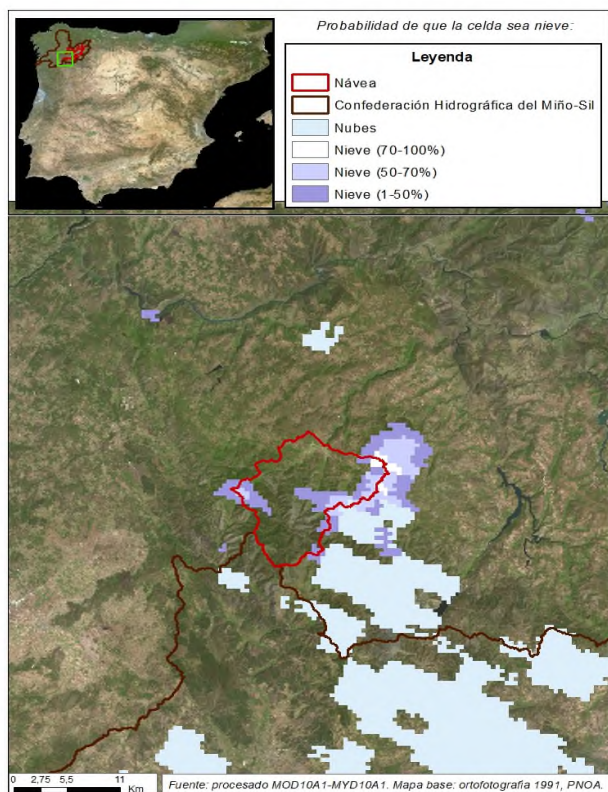 Probabilidad de que la celda sea nieve:
Leyenda
Návea
Confederación Hidrográfica del Miño-Sil
Nubes
Nieve (70-100%)
Nieve (50-70%)
Nieve (1-50%)
0 2,75 5,5 11
Km
Fuente: procesado MOD10A1-MYD10A1. Mapa base: ortofotografía 1991, PNOA.